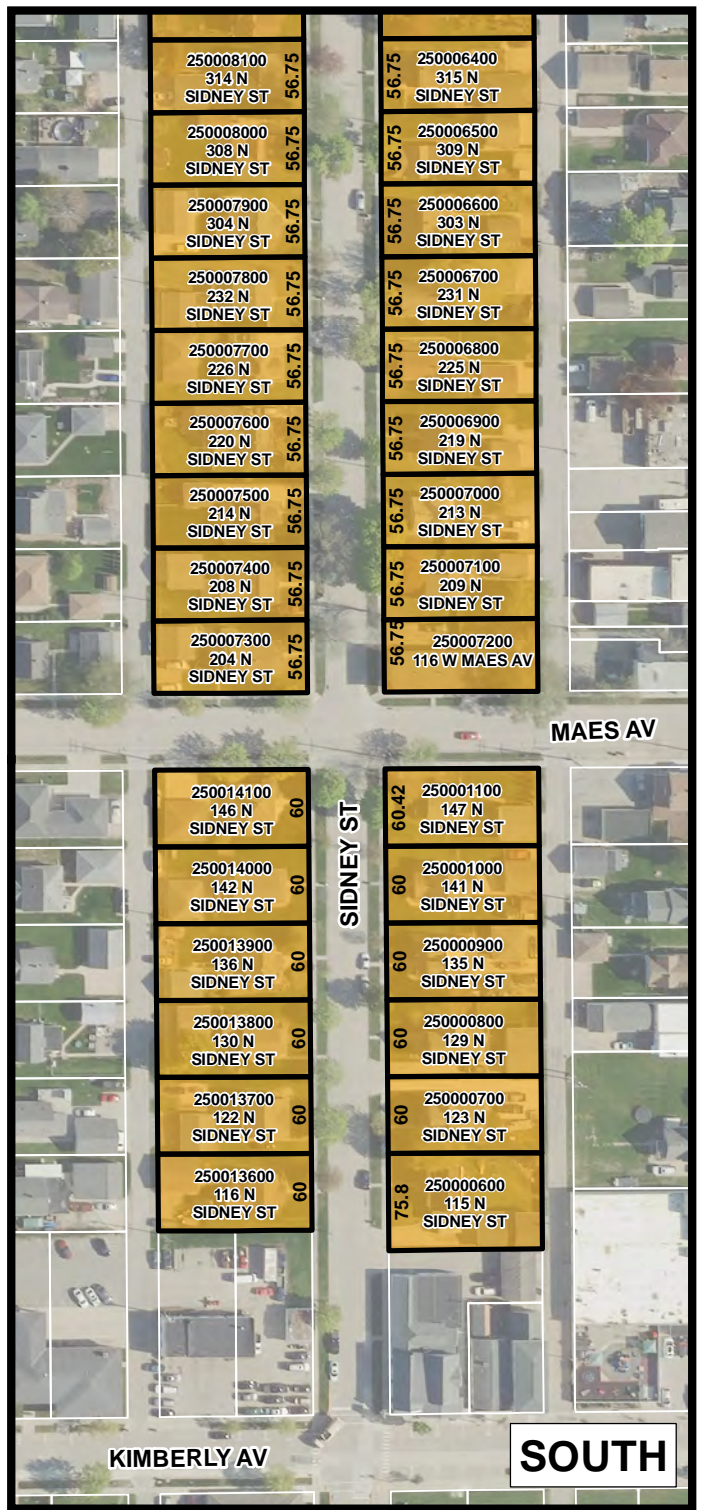 250008100
314 N
SIDNEY ST
56.75
56.75
250006400
315 N
SIDNEY ST
250008000
308 N
SIDNEY ST
56.75
56.75
250006500
309 N
SIDNEY ST
250007900
304 N
SIDNEY ST
56.75
56.75
250006600
303 N
SIDNEY ST
250007800
232 N
SIDNEY ST
56.75
56.75
250006700
231 N
SIDNEY ST
250007700
226 N
SIDNEY ST
56.75
56.75
250006800
225 N
SIDNEY ST
250007600
220 N
SIDNEY ST
56.75
56.75
250006900
219 N
SIDNEY ST
250007500
214 N
SIDNEY ST
56.75
56.75
250007000
213 N
SIDNEY ST
250007400
208 N
SIDNEY ST
56.75
56.75
250007100
209 N
SIDNEY ST
250007300
204 N
SIDNEY ST
56.75
56.75
250007200
116 W MAES AV
MAES AV
250014100
146 N
SIDNEY ST
60
SIDNEY ST
60.42
250001100
147 N
SIDNEY ST
250014000
142 N
SIDNEY ST
60
60
250001000
141 N
SIDNEY ST
250013900
136 N
SIDNEY ST
60
60
250000900
135 N
SIDNEY ST
250013800
130 N
SIDNEY ST
60
60
250000800
129 N
SIDNEY ST
250013700
122 N
SIDNEY ST
60
60
250000700
123 N
SIDNEY ST
250013600
116 N
SIDNEY ST
60
75.8
250000600
115 N
SIDNEY ST
KIMBERLY AV
SOUTH